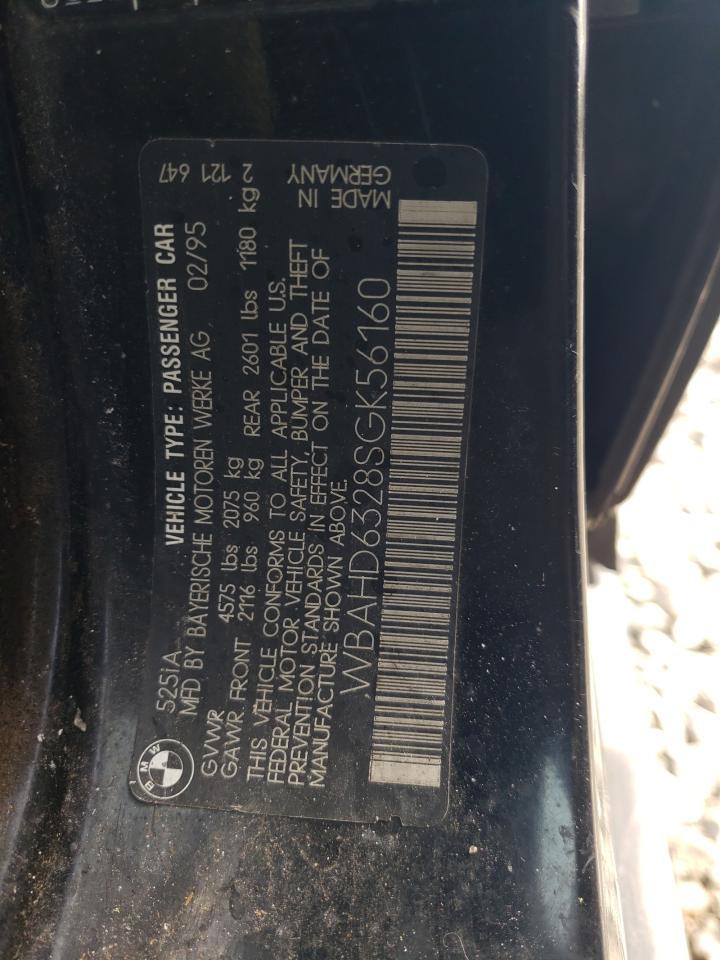 BMW
525iA
VEHICLE TYPE: PASSENGER CAR
MFD BY BAYERISCHE MOTOREN WERKE AG 02/95
2 121 647
GVWR 4575 lbs 2075 kg
GAWR FRONT 2116 lbs 960 kg REAR 2601 lbs 1180 kg
THIS VEHICLE CONFORMS TO ALL APPLICABLE U.S.
FEDERAL MOTOR VEHICLE SAFETY, BUMPER AND THEFT
PREVENTION STANDARDS IN EFFECT ON THE DATE OF
MANUFACTURE SHOWN ABOVE.
MADE IN
GERMANY
WBAHD6328SGK56160